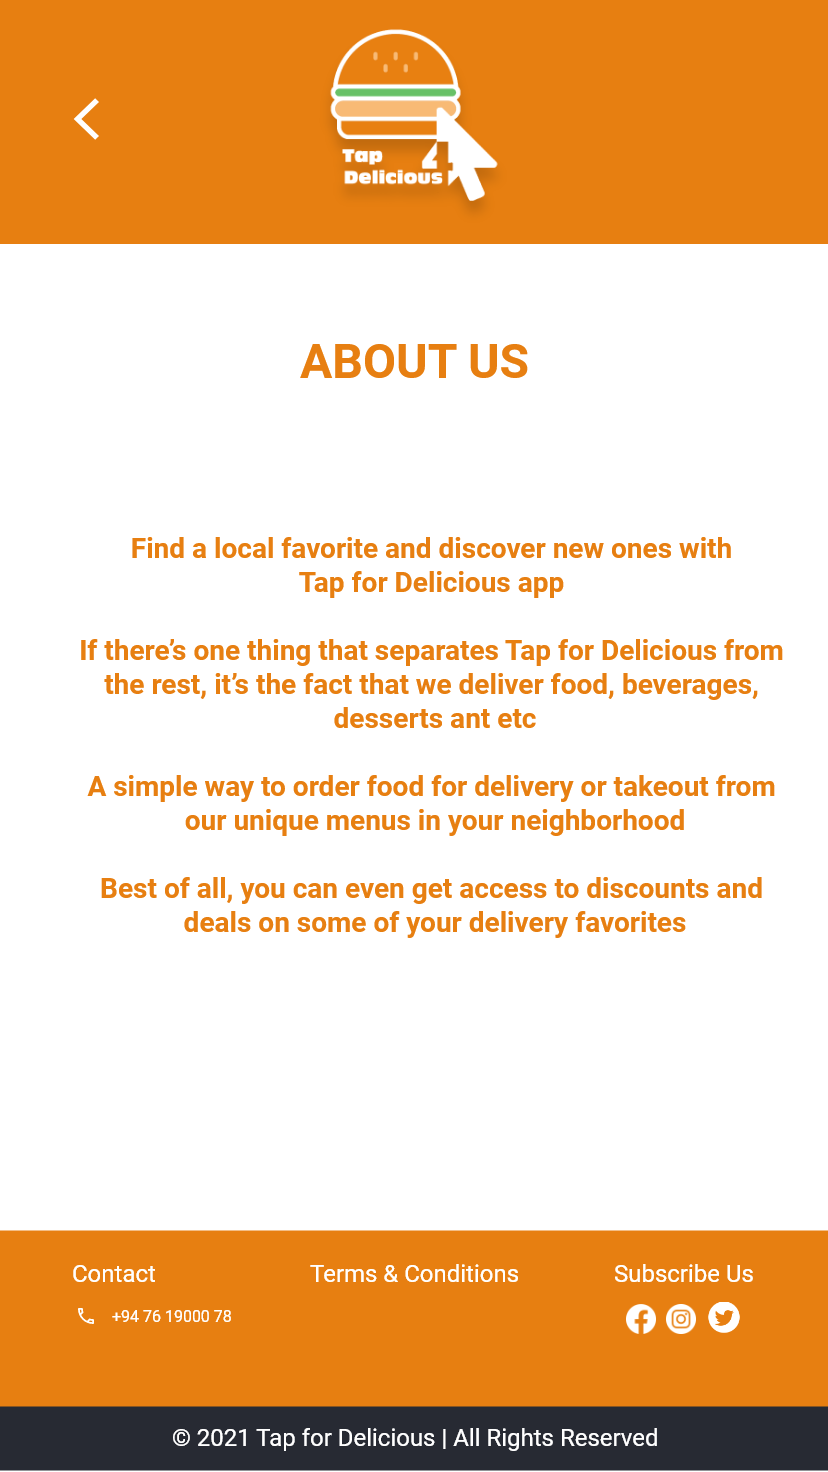 Tap 4
Delicious
ABOUT US
Find a local favorite and discover new ones with
Tap for Delicious app
If there’s one thing that separates Tap for Delicious from
the rest, it’s the fact that we deliver food, beverages,
desserts ant etc
A simple way to order food for delivery or takeout from
our unique menus in your neighborhood
Best of all, you can even get access to discounts and
deals on some of your delivery favorites
Contact
Terms & Conditions
Subscribe Us
+94 76 19000 78
© 2021 Tap for Delicious | All Rights Reserved